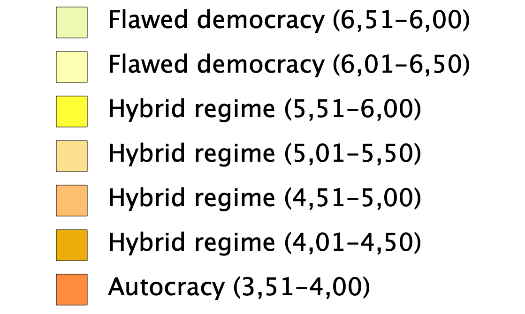 Flawed democracy (6,51–6,00)
Flawed democracy (6,01–6,50)
Hybrid regime (5,51–6,00)
Hybrid regime (5,01–5,50)
Hybrid regime (4,51–5,00)
Hybrid regime (4,01–4,50)
Autocracy (3,51–4,00)